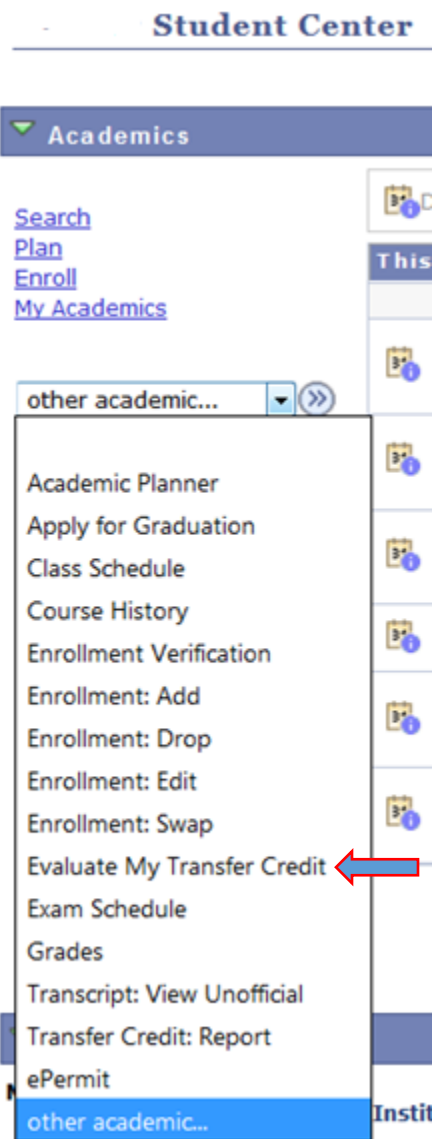 Student Center
Academics
Search
Plan
Enroll
My Academics
This
other academic...
Academic Planner
Apply for Graduation
Class Schedule
Course History
Enrollment Verification
Enrollment: Add
Enrollment: Drop
Enrollment: Edit
Enrollment: Swap
Evaluate My Transfer Credit
Exam Schedule
Grades
Transcript: View Unofficial
Transfer Credit: Report
ePermit
other academic...
Instit